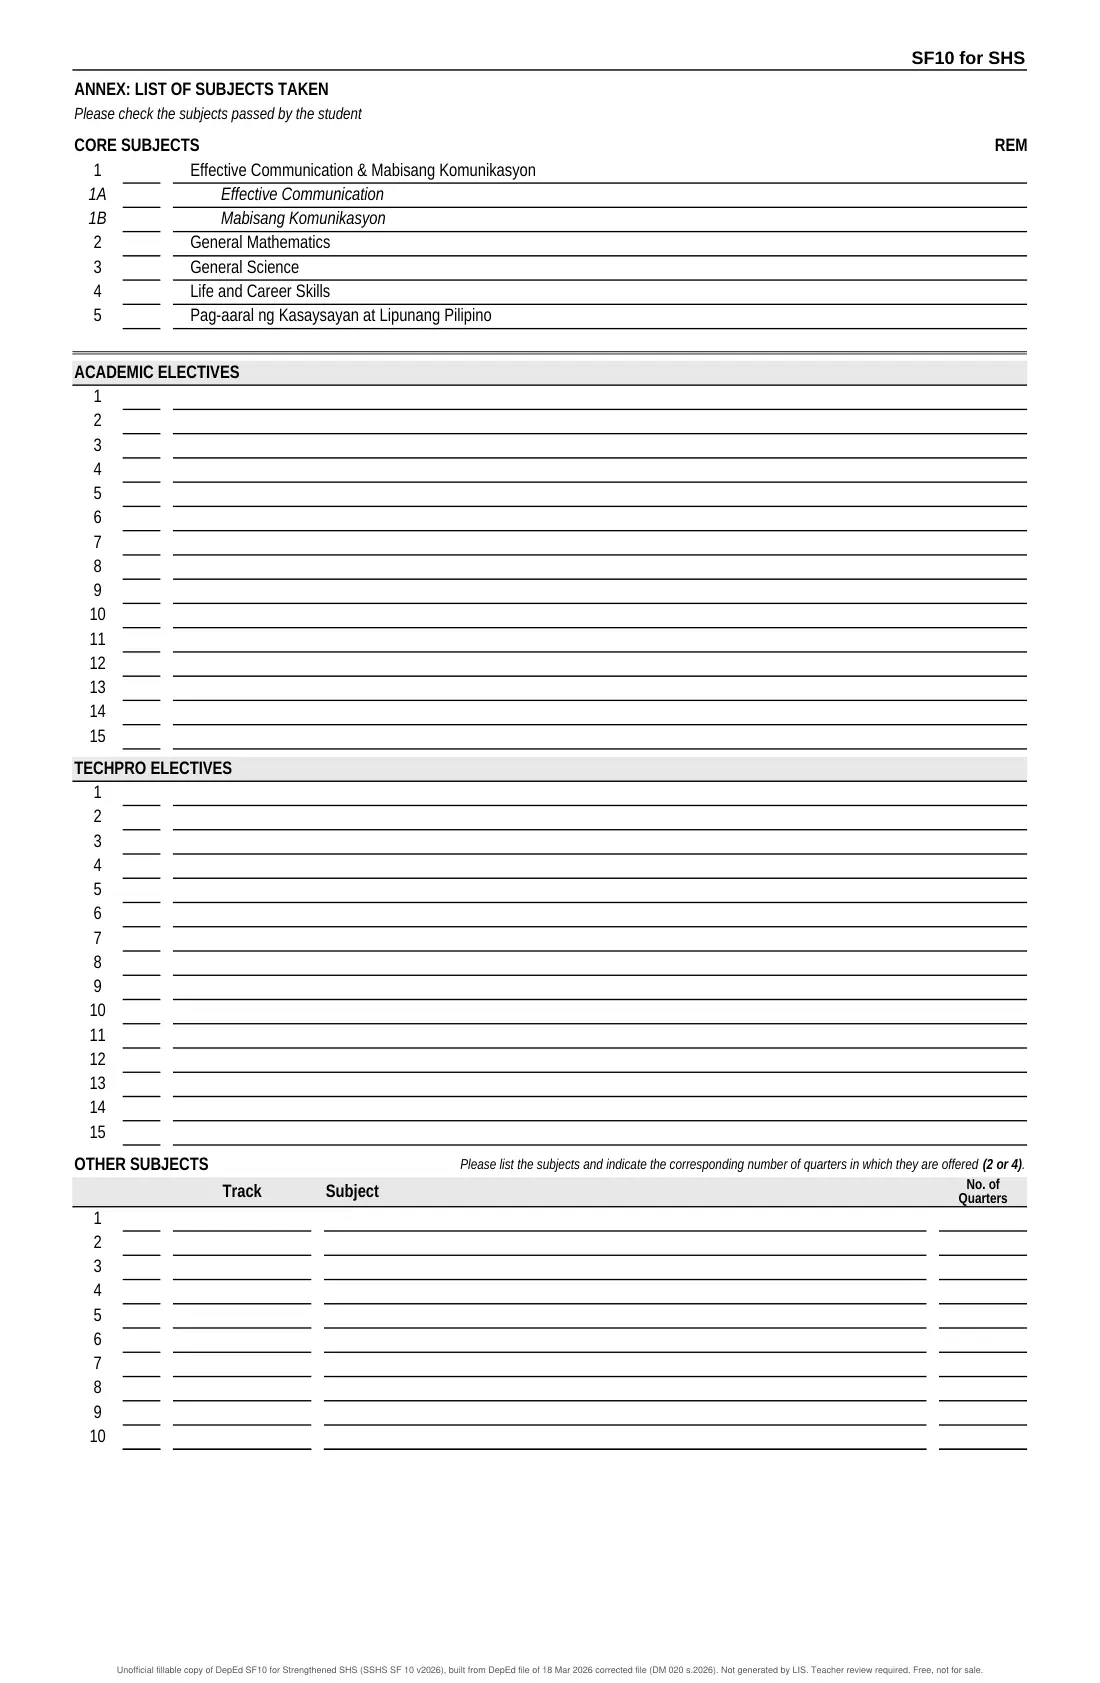 SF10 for SHS
ANNEX: LIST OF SUBJECTS TAKEN
Please check the subjects passed by the student
CORE SUBJECTS REM
1 Effective Communication & Mabisang Komunikasyon
1A Effective Communication
1B Mabisang Komunikasyon
2 General Mathematics
3 General Science
4 Life and Career Skills
5 Pag-aaral ng Kasaysayan at Lipunang Pilipino
ACADEMIC ELECTIVES
1
2
3
4
5
6
7
8
9
10
11
12
13
14
15
TECHPRO ELECTIVES
1
2
3
4
5
6
7
8
9
10
11
12
13
14
15
OTHER SUBJECTS Please list the subjects and indicate the corresponding number of quarters in which they are offered (2 or 4).
Track Subject No. of Quarters
1
2
3
4
5
6
7
8
9
10
Unofficial fillable copy of DepEd SF10 for Strengthened SHS (SSHS SF 10 v2026), built from DepEd file of 18 Mar 2026 corrected file (DM 020 s.2026). Not generated by LIS. Teacher review required. Free, not for sale.